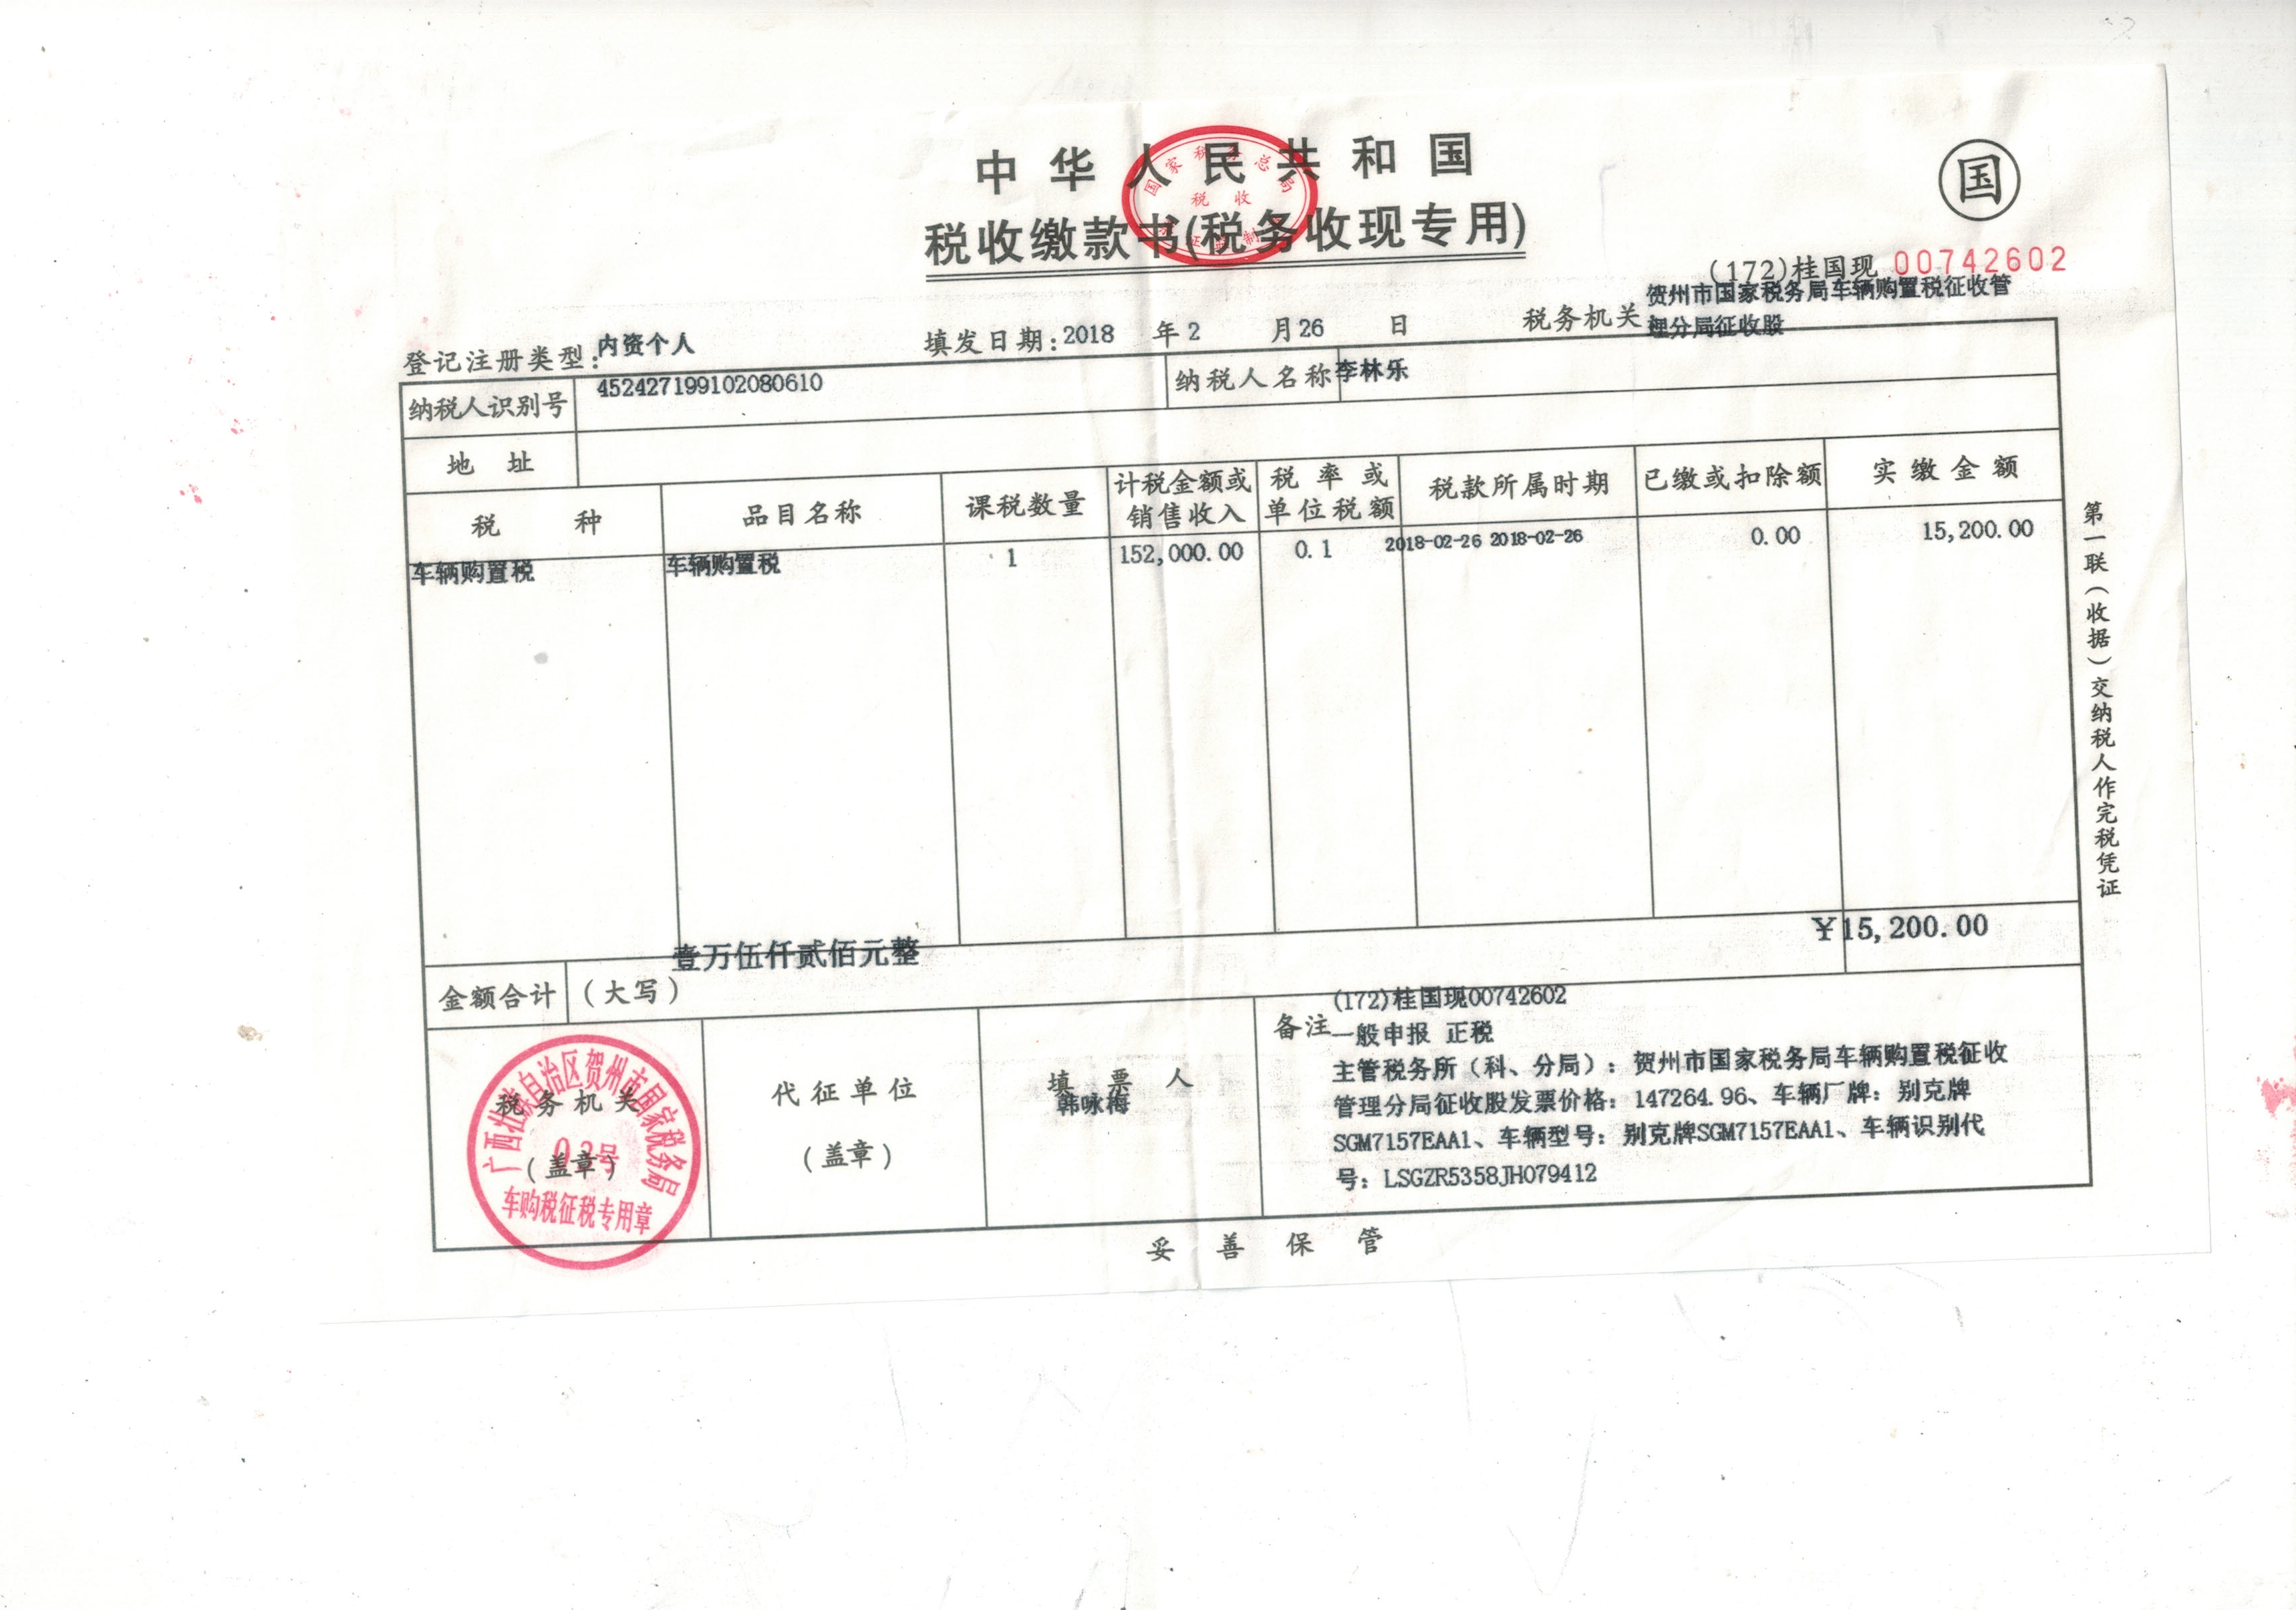 中华人民共和国
税收缴款书(税务收现专用)
国家税务总局
税收
国
(172)桂国现 00742602
登记注册类型:内资个人 填发日期:2018 年2 月26 日 税务机关 贺州市国家税务局车辆购置税征收管
理分局征收股
纳税人识别号 452427199102080610 纳税人名称 李林乐
地址
税种 品目名称 课税数量 计税金额或销售收入 税率或单位税额 税款所属时期 已缴或扣除额 实缴金额
车辆购置税 车辆购置税 1 152,000.00 0.1 2018-02-26 2018-02-26 0.00 15,200.00
金额合计 (大写) 壹万伍仟贰佰元整 ¥15,200.00
税务机关
(盖章)
广西壮族自治区贺州市国家税务局
03号
车购税征税专用章
代征单位
(盖章)
填票人
韩咏梅
备注 (172)桂国现00742602
一般申报 正税
主管税务所（科、分局）：贺州市国家税务局车辆购置税征收
管理分局征收股发票价格：147264.96、车辆厂牌：别克牌
SGM7157EAA1、车辆型号：别克牌SGM7157EAA1、车辆识别代
号：LSGZR5358JH079412
第一联(收据)交纳税人作完税凭证
妥善保管